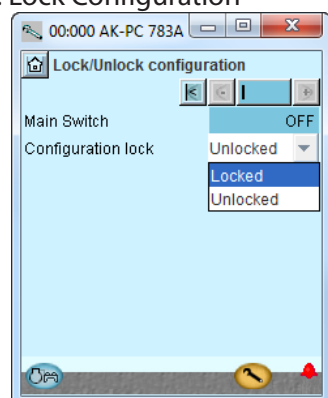 . Lock Configuration
00:000 AK-PC 783A
Lock/Unlock configuration
Main Switch OFF
Configuration lock Unlocked
Locked
Unlocked